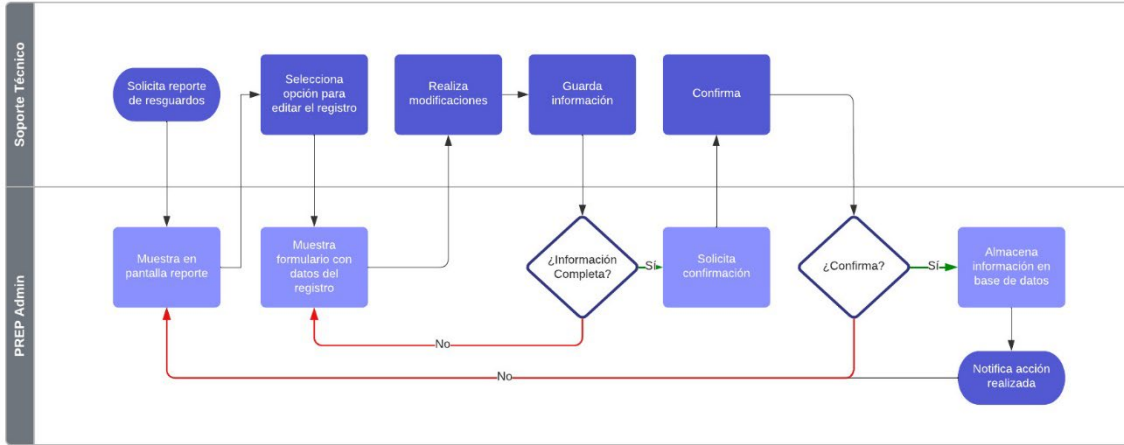 Soporte Técnico
Solicita reporte
de resguardos
Selecciona
opción para
editar el registro
Realiza
modificaciones
Guarda
información
Confirma
PREP Admin
Muestra en
pantalla reporte
Muestra
formulario con
datos del
registro
¿Información
Completa?
Sí
Solicita
confirmación
¿Confirma?
Sí
Almacena
información en
base de datos
No
No
Notifica acción
realizada